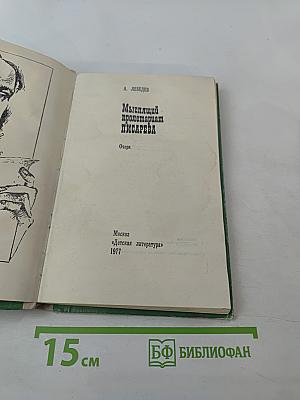 А. ЛЕБЕДЕВ
Мыслящий
пролетариат
ПИСАРЕВА
Очерк
Москва
«Детская литература»
1977
15 см
БФ БИБЛИОФАН